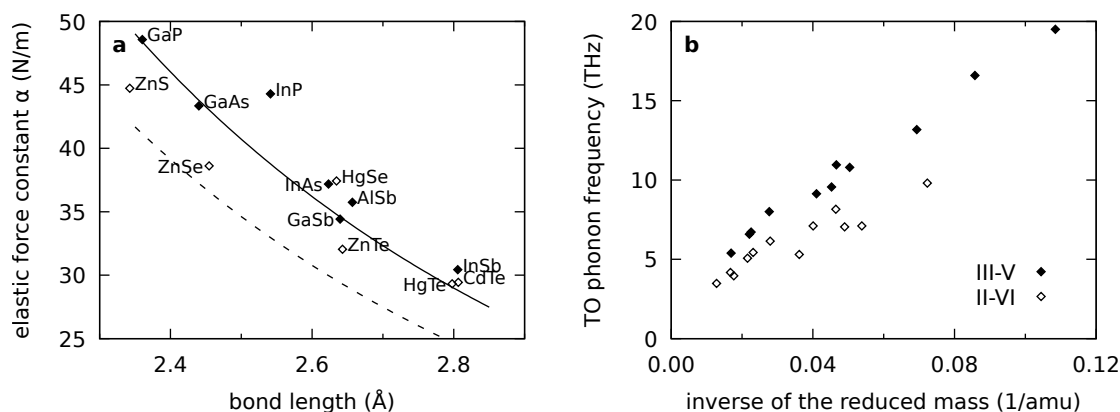 a
elastic force constant α (N/m)
50
45
40
35
30
25
2.4
2.6
2.8
bond length (Å)
GaP
ZnS
GaAs
InP
ZnSe
InAs
HgSe
AlSb
GaSb
ZnTe
InSb
HgTe
CdTe
b
TO phonon frequency (THz)
20
15
10
5
0
III-V
II-VI
0.00
0.04
0.08
0.12
inverse of the reduced mass (1/amu)